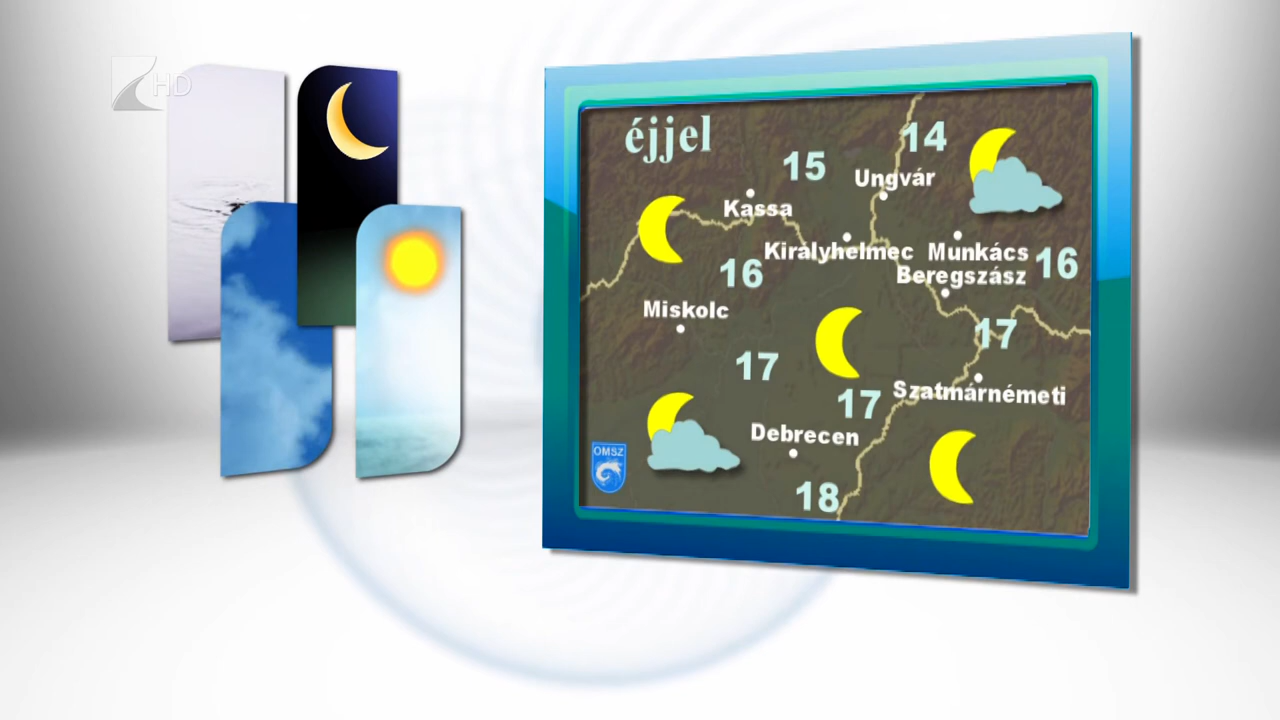 HD
éjjel
14
15
Ungvár
Kassa
Királyhelmec
Munkács
16
16
Beregszász
Miskolc
17
17
Szatmárnémeti
17
Debrecen
OMSZ
18